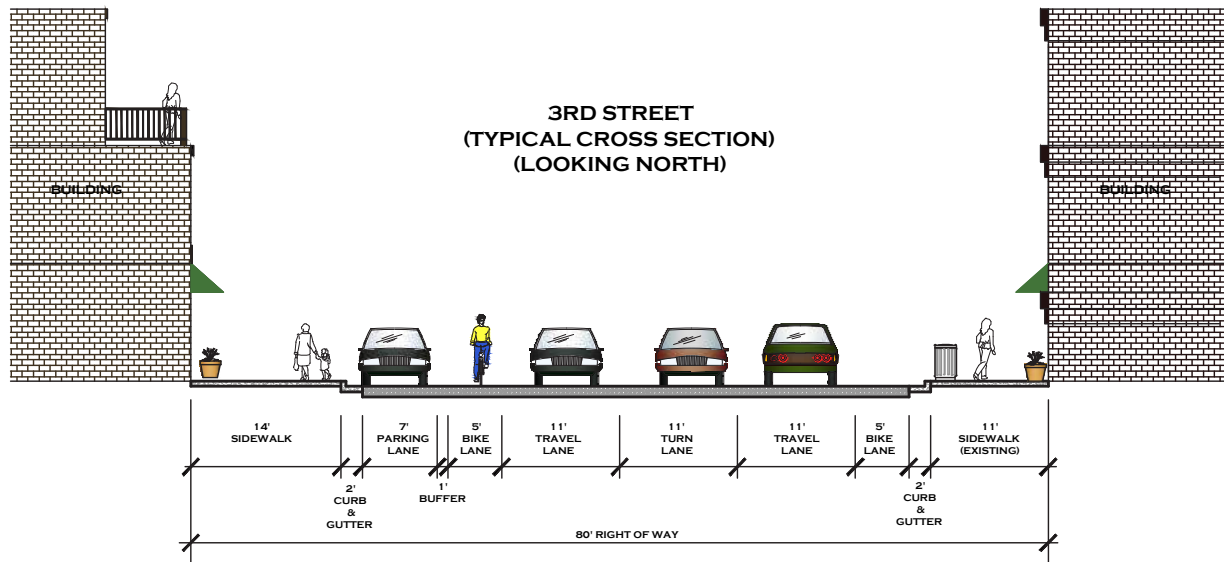 3RD STREET
(TYPICAL CROSS SECTION)
(LOOKING NORTH)
BUILDING
BUILDING
14'
SIDEWALK
2'
CURB
&
GUTTER
7'
PARKING
LANE
1'
BUFFER
5'
BIKE
LANE
11'
TRAVEL
LANE
11'
TURN
LANE
11'
TRAVEL
LANE
5'
BIKE
LANE
2'
CURB
&
GUTTER
11'
SIDEWALK
(EXISTING)
80' RIGHT OF WAY